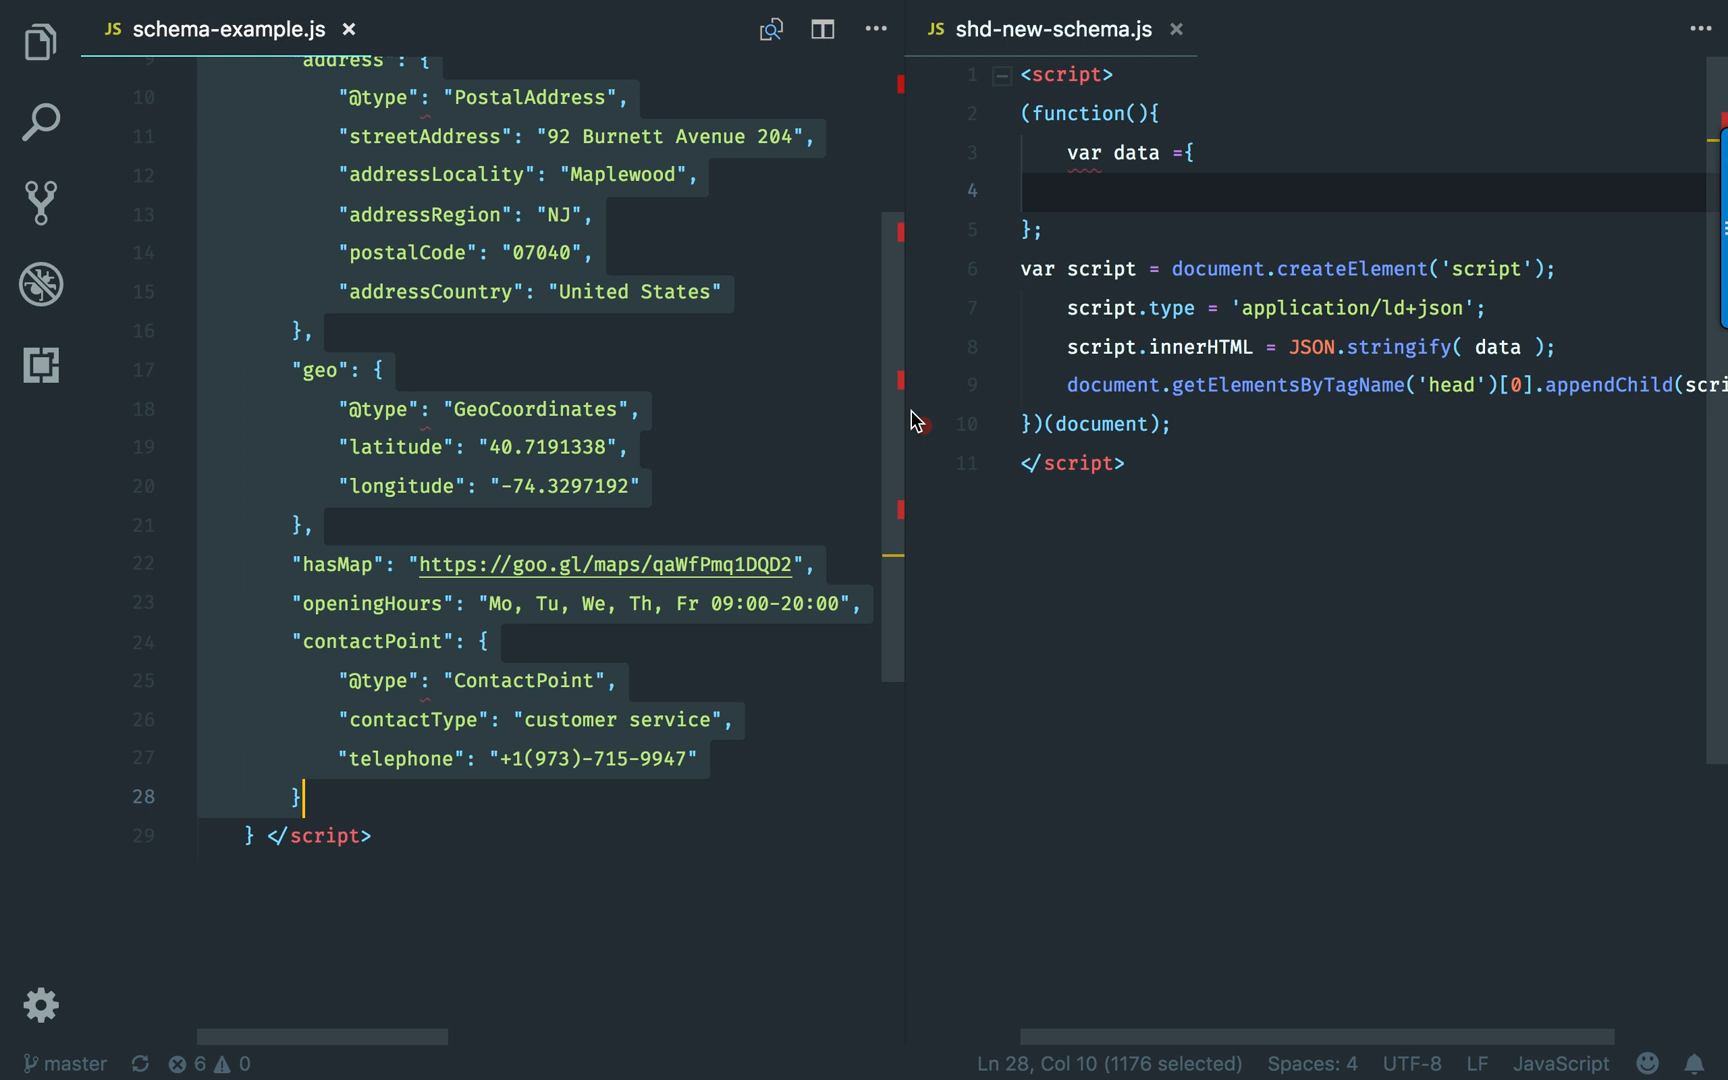 JS schema-example.js ×
9 "address": {
10 "@type": "PostalAddress",
11 "streetAddress": "92 Burnett Avenue 204",
12 "addressLocality": "Maplewood",
13 "addressRegion": "NJ",
14 "postalCode": "07040",
15 "addressCountry": "United States"
16 },
17 "geo": {
18 "@type": "GeoCoordinates",
19 "latitude": "40.7191338",
20 "longitude": "-74.3297192"
21 },
22 "hasMap": "https://goo.gl/maps/qaWfPmq1DQD2",
23 "openingHours": "Mo, Tu, We, Th, Fr 09:00-20:00",
24 "contactPoint": {
25 "@type": "ContactPoint",
26 "contactType": "customer service",
27 "telephone": "+1(973)-715-9947"
28 }
29 } </script>
JS shd-new-schema.js ×
1 <script>
2 (function(){
3 var data ={
4
5 };
6 var script = document.createElement('script');
7 script.type = 'application/ld+json';
8 script.innerHTML = JSON.stringify( data );
9 document.getElementsByTagName('head')[0].appendChild(scri
10 })(document);
11 </script>
master 6 0 Ln 28, Col 10 (1176 selected) Spaces: 4 UTF-8 LF JavaScript